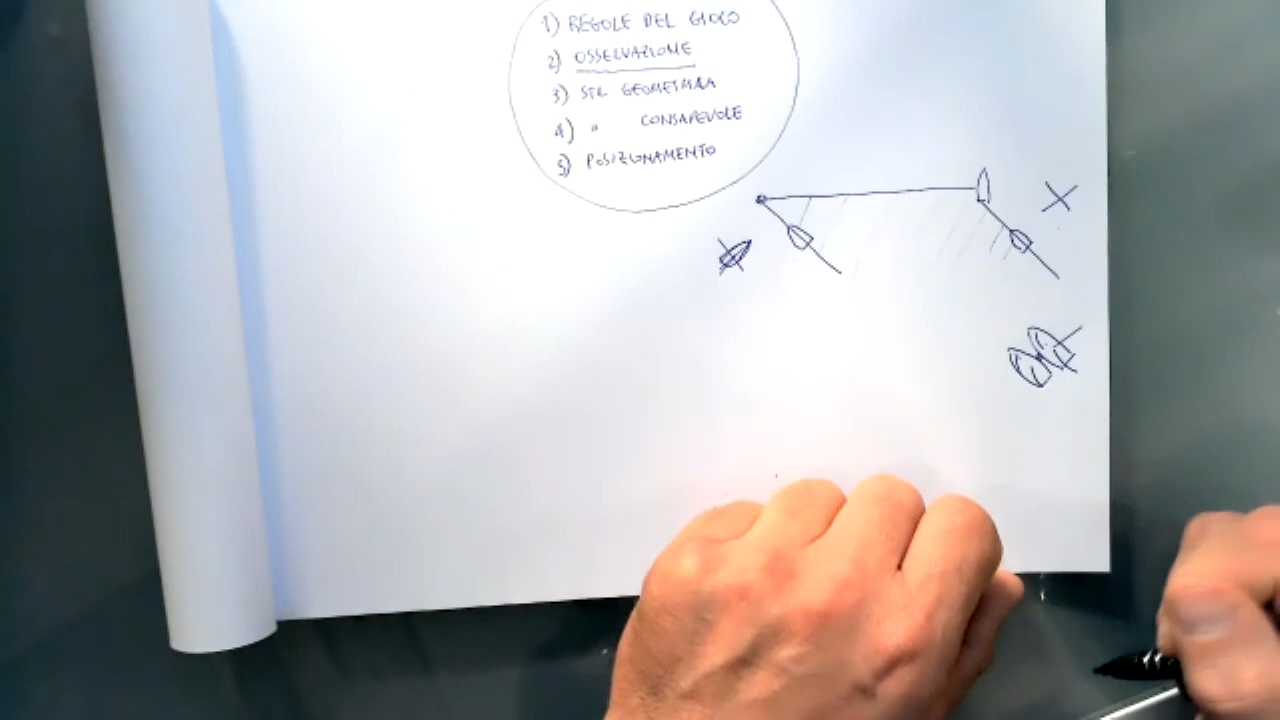 1) REGOLE DEL GIOCO
2) OSSERVAZIONE
3) STR GEOMETRICA
4) " CONSAPEVOLE
5) POSIZIONAMENTO